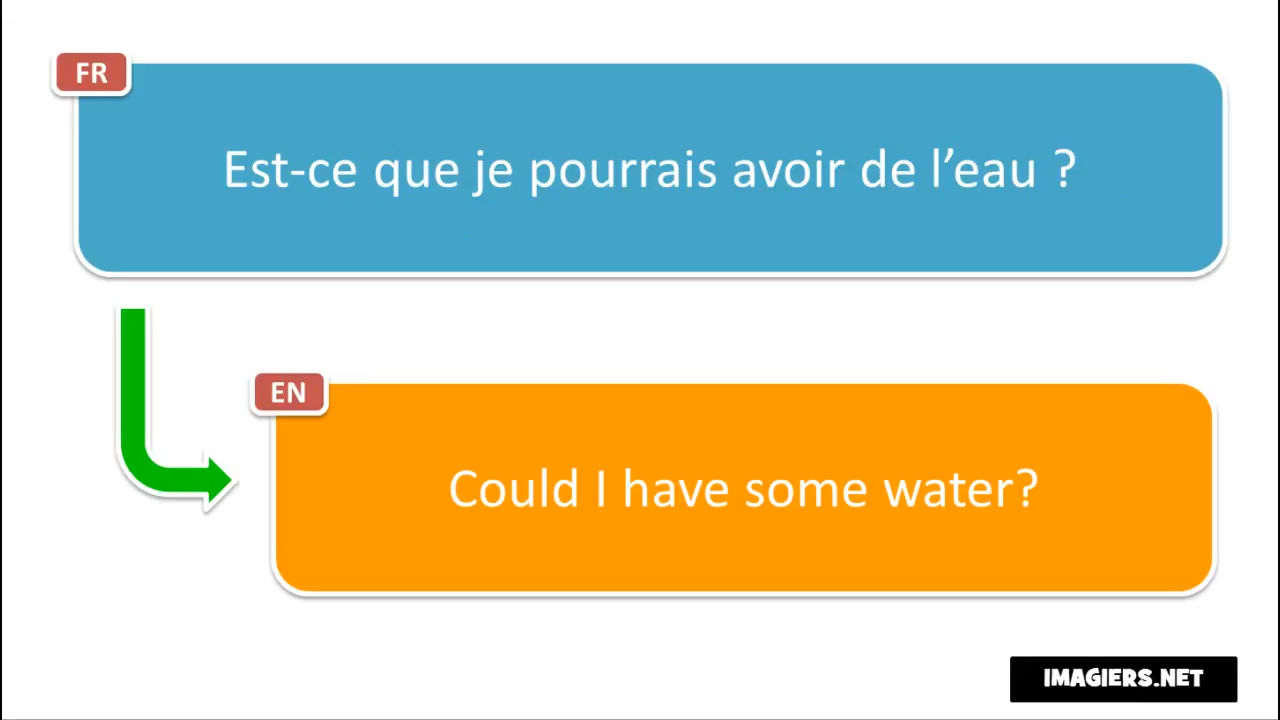 FR
Est-ce que je pourrais avoir de l’eau ?
EN
Could I have some water?
IMAGIERS.NET